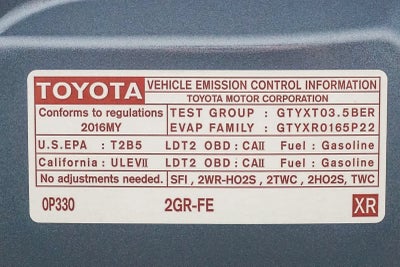 TOYOTA VEHICLE EMISSION CONTROL INFORMATION
TOYOTA MOTOR CORPORATION
Conforms to regulations TEST GROUP : GTYXT03.5BER
2016MY EVAP FAMILY : GTYXR0165P22
U.S.EPA : T2B5 LDT2 OBD : CAII Fuel : Gasoline
California : ULEVII LDT2 OBD : CAII Fuel : Gasoline
No adjustments needed. SFI , 2WR-HO2S , 2TWC , 2HO2S, TWC
0P330 2GR-FE XR